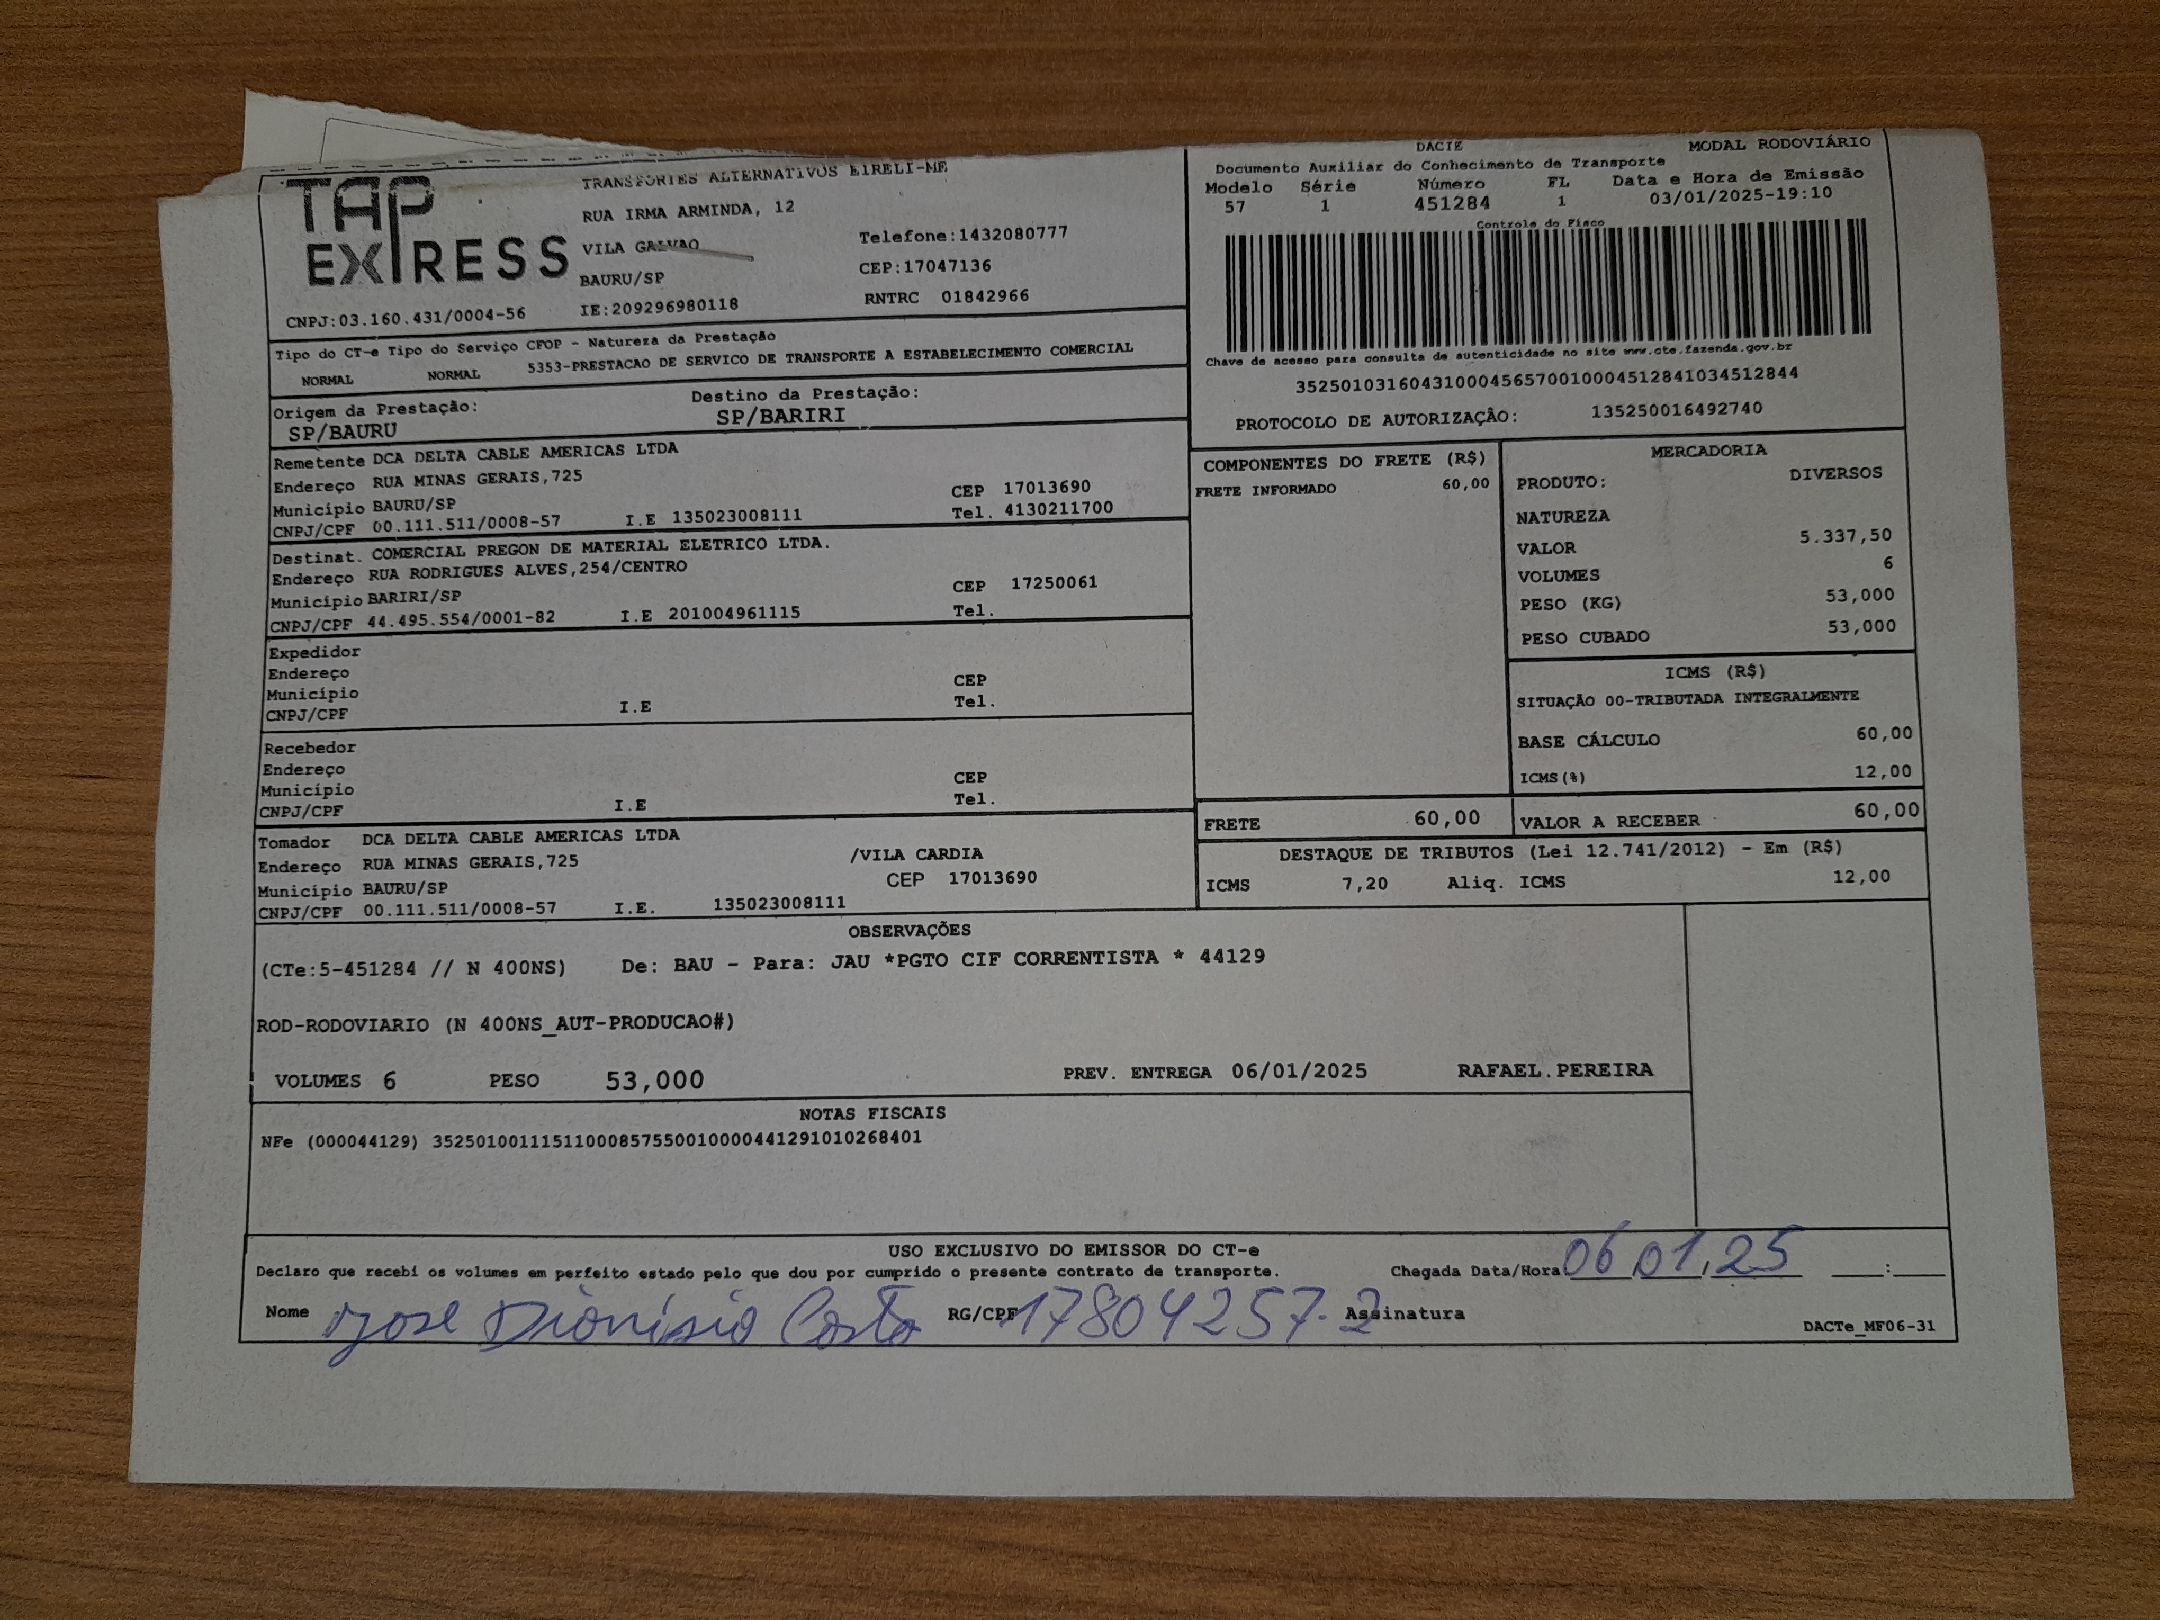 TAP EXPRESS
TRANSPORTES ALTERNATIVOS EIRELI-ME
RUA IRMA ARMINDA, 12
VILA GALVAO
Telefone:1432080777
BAURU/SP
CEP:17047136
CNPJ:03.160.431/0004-56
IE:209296980118
RNTRC 01842966
DACTE
MODAL RODOVIÁRIO
Documento Auxiliar do Conhecimento de Transporte
Modelo Série Número FL Data e Hora de Emissão
57 1 451284 1 03/01/2025-19:10
Controle do Fisco
Chave de acesso para consulta de autenticidade no site www.cte.fazenda.gov.br
35250103160431000456570010004512841034512844
PROTOCOLO DE AUTORIZAÇÃO: 135250016492740
Tipo do CT-e Tipo do Serviço CFOP - Natureza da Prestação
NORMAL NORMAL 5353-PRESTACAO DE SERVICO DE TRANSPORTE A ESTABELECIMENTO COMERCIAL
Origem da Prestação: Destino da Prestação:
SP/BAURU SP/BARIRI
Remetente DCA DELTA CABLE AMERICAS LTDA
Endereço RUA MINAS GERAIS,725
CEP 17013690
Município BAURU/SP
Tel. 4130211700
CNPJ/CPF 00.111.511/0008-57 I.E 135023008111
Destinat. COMERCIAL PREGON DE MATERIAL ELETRICO LTDA.
Endereço RUA RODRIGUES ALVES,254/CENTRO
CEP 17250061
Município BARIRI/SP
Tel.
CNPJ/CPF 44.495.554/0001-82 I.E 201004961115
Expedidor
Endereço
CEP
Município
Tel.
CNPJ/CPF I.E
Recebedor
Endereço
CEP
Município
Tel.
CNPJ/CPF I.E
Tomador DCA DELTA CABLE AMERICAS LTDA
Endereço RUA MINAS GERAIS,725 /VILA CARDIA
Município BAURU/SP CEP 17013690
CNPJ/CPF 00.111.511/0008-57 I.E. 135023008111
COMPONENTES DO FRETE (R$)
FRETE INFORMADO 60,00
MERCADORIA
PRODUTO: DIVERSOS
NATUREZA
VALOR 5.337,50
VOLUMES 6
PESO (KG) 53,000
PESO CUBADO 53,000
ICMS (R$)
SITUAÇÃO 00-TRIBUTADA INTEGRALMENTE
BASE CÁLCULO 60,00
ICMS(%) 12,00
FRETE 60,00
VALOR A RECEBER 60,00
DESTAQUE DE TRIBUTOS (Lei 12.741/2012) - Em (R$)
ICMS 7,20 Aliq. ICMS 12,00
OBSERVAÇÕES
(CTe:5-451284 // N 400NS) De: BAU - Para: JAU *PGTO CIF CORRENTISTA * 44129
ROD-RODOVIARIO (N 400NS_AUT-PRODUCAO#)
VOLUMES 6 PESO 53,000 PREV. ENTREGA 06/01/2025 RAFAEL.PEREIRA
NOTAS FISCAIS
NFe (000044129) 35250100111511000857550010000441291010268401
USO EXCLUSIVO DO EMISSOR DO CT-e
Declaro que recebi os volumes em perfeito estado pelo que dou por cumprido o presente contrato de transporte. Chegada Data/Hora: 06.01.25 ____:____
Nome Jose Dionisio Costa RG/CPF 17804257-2 Assinatura
DACTe_MF06-31